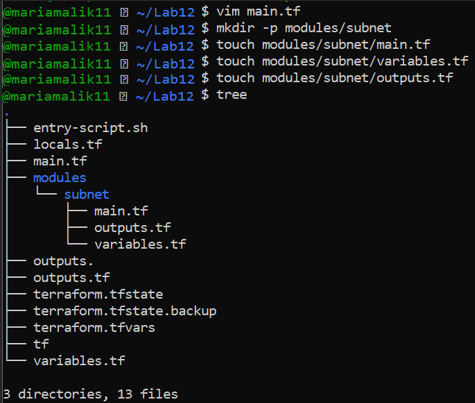 @mariamalik11 ⍰ ~/Lab12 $ vim main.tf
@mariamalik11 ⍰ ~/Lab12 $ mkdir -p modules/subnet
@mariamalik11 ⍰ ~/Lab12 $ touch modules/subnet/main.tf
@mariamalik11 ⍰ ~/Lab12 $ touch modules/subnet/variables.tf
@mariamalik11 ⍰ ~/Lab12 $ touch modules/subnet/outputs.tf
@mariamalik11 ⍰ ~/Lab12 $ tree
.
├── entry-script.sh
├── locals.tf
├── main.tf
├── modules
│   └── subnet
│       ├── main.tf
│       ├── outputs.tf
│       └── variables.tf
├── outputs.
├── outputs.tf
├── terraform.tfstate
├── terraform.tfstate.backup
├── terraform.tfvars
├── tf
└── variables.tf
3 directories, 13 files